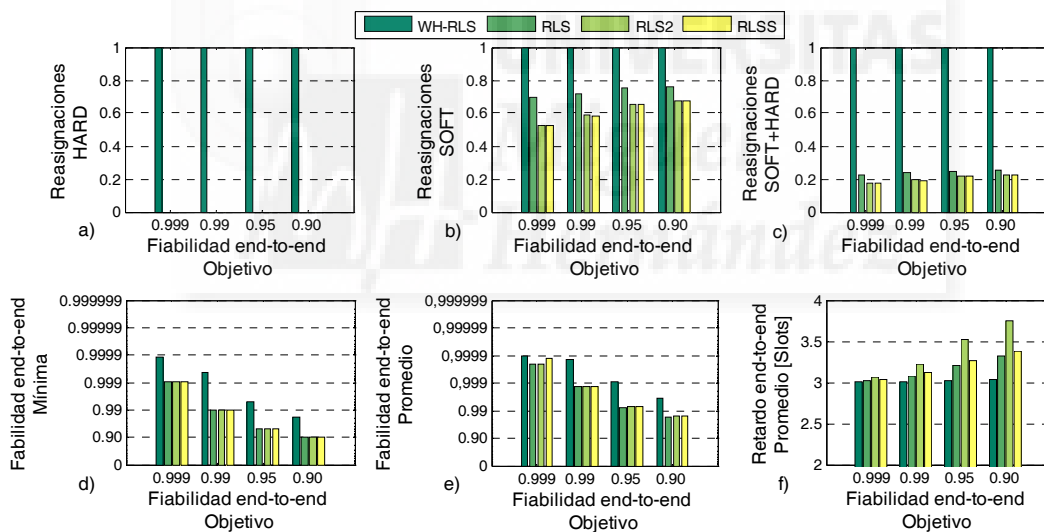 UNIVERSITAS
Miguel
Hernández
WH-RLS RLS RLS2 RLSS
Reasignaciones
HARD
1
0.8
0.6
0.4
0.2
0
0.999 0.99 0.95 0.90
a)
Fiabilidad end-to-end
Objetivo
Reasignaciones
SOFT
1
0.8
0.6
0.4
0.2
0
0.999 0.99 0.95 0.90
b)
Fiabilidad end-to-end
Objetivo
Reasignaciones
SOFT+HARD
1
0.8
0.6
0.4
0.2
0
0.999 0.99 0.95 0.90
c)
Fiabilidad end-to-end
Objetivo
Fabilidad end-to-end
Mínima
0.999999
0.99999
0.9999
0.999
0.99
0.90
0
0.999 0.99 0.95 0.90
d)
Fiabilidad end-to-end
Objetivo
Fabilidad end-to-end
Promedio
0,999999
0.99999
0.9999
0.999
0.99
0.90
0
0.999 0.99 0.95 0.90
e)
Fiabilidad end-to-end
Objetivo
Retardo end-to-end
Promedio [Slots]
4
3.5
3
2.5
2
0.999 0.99 0.95 0.90
f)
Fiabilidad end-to-end
Objetivo